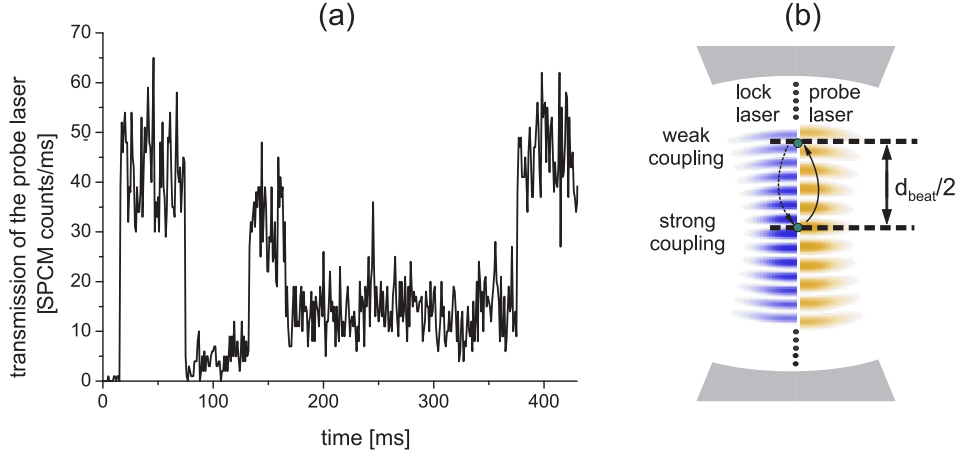 (a)
transmission of the probe laser
[SPCM counts/ms]
70
60
50
40
30
20
10
0
0
100
200
300
400
time [ms]
(b)
lock
laser
probe
laser
weak
coupling
strong
coupling
d_beat/2